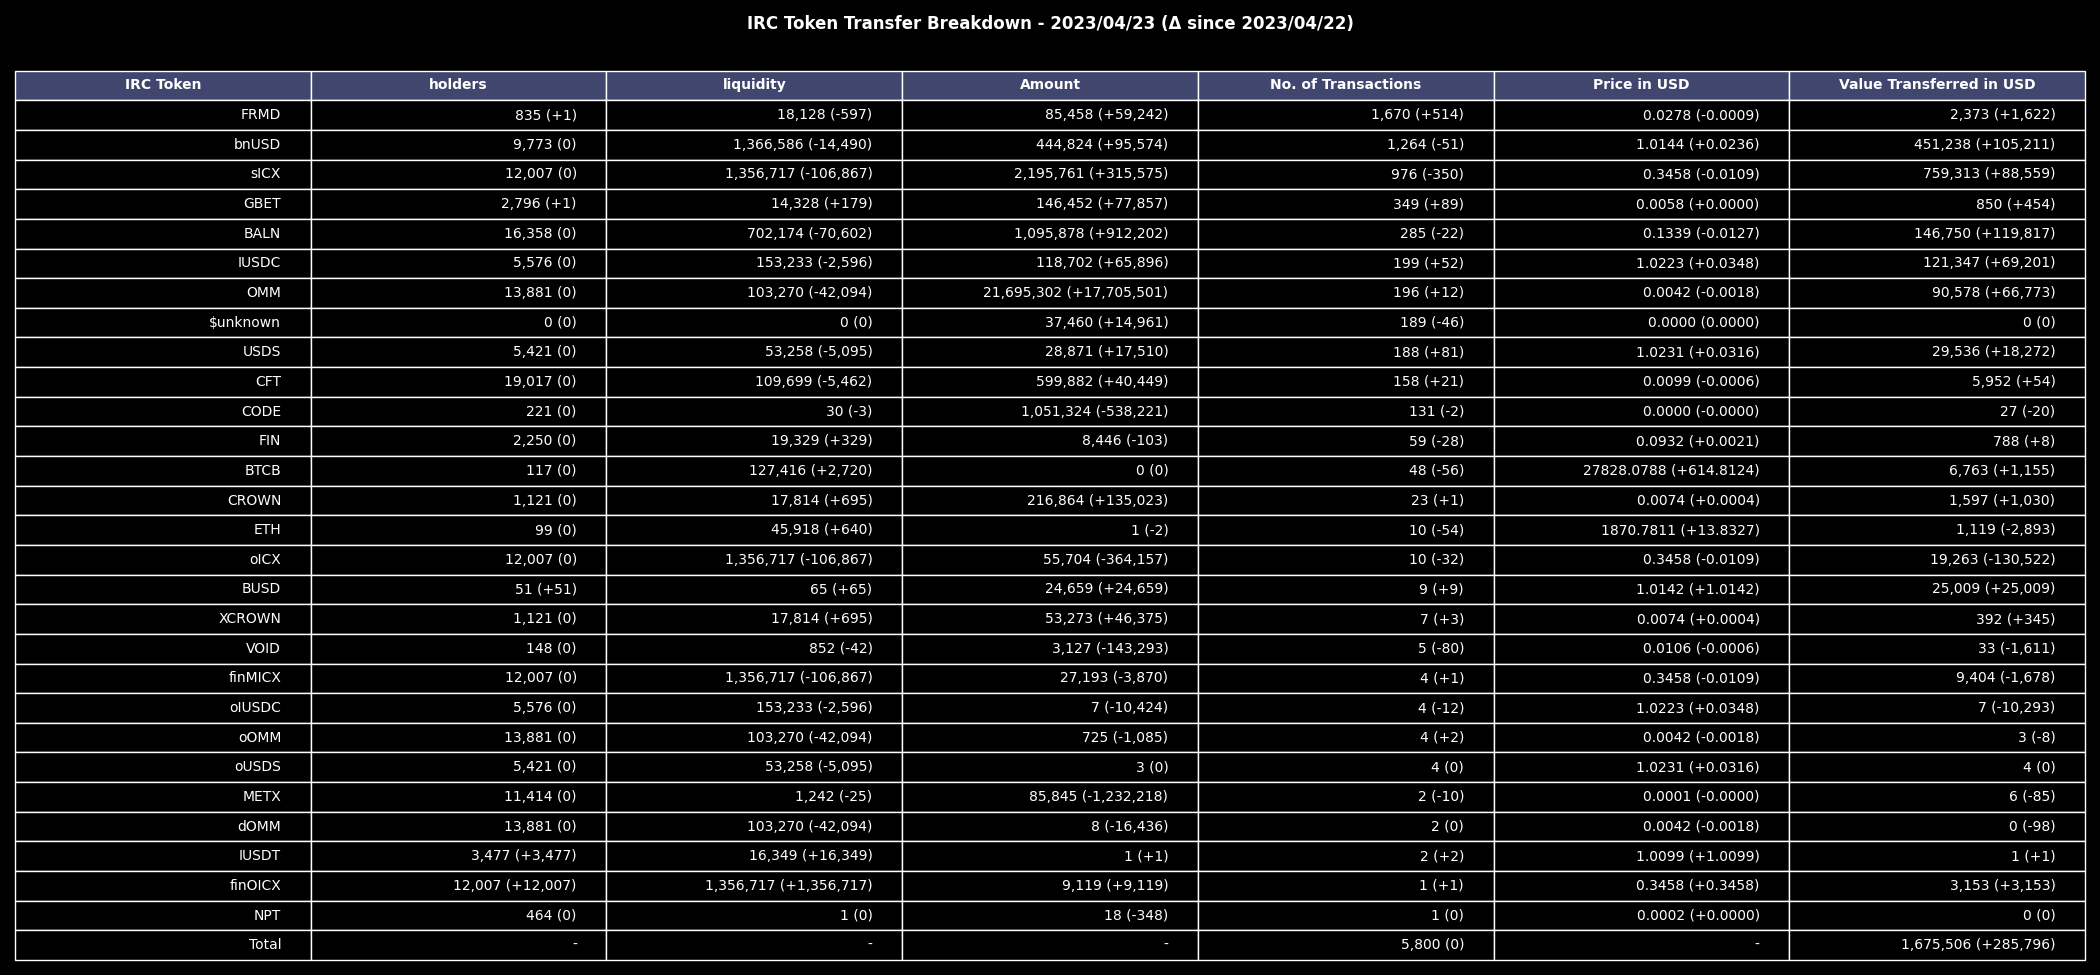 IRC Token Transfer Breakdown - 2023/04/23 (Δ since 2023/04/22)
IRC Token holders liquidity Amount No. of Transactions Price in USD Value Transferred in USD
FRMD 835 (+1) 18,128 (-597) 85,458 (+59,242) 1,670 (+514) 0.0278 (-0.0009) 2,373 (+1,622)
bnUSD 9,773 (0) 1,366,586 (-14,490) 444,824 (+95,574) 1,264 (-51) 1.0144 (+0.0236) 451,238 (+105,211)
sICX 12,007 (0) 1,356,717 (-106,867) 2,195,761 (+315,575) 976 (-350) 0.3458 (-0.0109) 759,313 (+88,559)
GBET 2,796 (+1) 14,328 (+179) 146,452 (+77,857) 349 (+89) 0.0058 (+0.0000) 850 (+454)
BALN 16,358 (0) 702,174 (-70,602) 1,095,878 (+912,202) 285 (-22) 0.1339 (-0.0127) 146,750 (+119,817)
IUSDC 5,576 (0) 153,233 (-2,596) 118,702 (+65,896) 199 (+52) 1.0223 (+0.0348) 121,347 (+69,201)
OMM 13,881 (0) 103,270 (-42,094) 21,695,302 (+17,705,501) 196 (+12) 0.0042 (-0.0018) 90,578 (+66,773)
$unknown 0 (0) 0 (0) 37,460 (+14,961) 189 (-46) 0.0000 (0.0000) 0 (0)
USDS 5,421 (0) 53,258 (-5,095) 28,871 (+17,510) 188 (+81) 1.0231 (+0.0316) 29,536 (+18,272)
CFT 19,017 (0) 109,699 (-5,462) 599,882 (+40,449) 158 (+21) 0.0099 (-0.0006) 5,952 (+54)
CODE 221 (0) 30 (-3) 1,051,324 (-538,221) 131 (-2) 0.0000 (-0.0000) 27 (-20)
FIN 2,250 (0) 19,329 (+329) 8,446 (-103) 59 (-28) 0.0932 (+0.0021) 788 (+8)
BTCB 117 (0) 127,416 (+2,720) 0 (0) 48 (-56) 27828.0788 (+614.8124) 6,763 (+1,155)
CROWN 1,121 (0) 17,814 (+695) 216,864 (+135,023) 23 (+1) 0.0074 (+0.0004) 1,597 (+1,030)
ETH 99 (0) 45,918 (+640) 1 (-2) 10 (-54) 1870.7811 (+13.8327) 1,119 (-2,893)
oICX 12,007 (0) 1,356,717 (-106,867) 55,704 (-364,157) 10 (-32) 0.3458 (-0.0109) 19,263 (-130,522)
BUSD 51 (+51) 65 (+65) 24,659 (+24,659) 9 (+9) 1.0142 (+1.0142) 25,009 (+25,009)
XCROWN 1,121 (0) 17,814 (+695) 53,273 (+46,375) 7 (+3) 0.0074 (+0.0004) 392 (+345)
VOID 148 (0) 852 (-42) 3,127 (-143,293) 5 (-80) 0.0106 (-0.0006) 33 (-1,611)
finMICX 12,007 (0) 1,356,717 (-106,867) 27,193 (-3,870) 4 (+1) 0.3458 (-0.0109) 9,404 (-1,678)
oIUSDC 5,576 (0) 153,233 (-2,596) 7 (-10,424) 4 (-12) 1.0223 (+0.0348) 7 (-10,293)
oOMM 13,881 (0) 103,270 (-42,094) 725 (-1,085) 4 (+2) 0.0042 (-0.0018) 3 (-8)
oUSDS 5,421 (0) 53,258 (-5,095) 3 (0) 4 (0) 1.0231 (+0.0316) 4 (0)
METX 11,414 (0) 1,242 (-25) 85,845 (-1,232,218) 2 (-10) 0.0001 (-0.0000) 6 (-85)
dOMM 13,881 (0) 103,270 (-42,094) 8 (-16,436) 2 (0) 0.0042 (-0.0018) 0 (-98)
IUSDT 3,477 (+3,477) 16,349 (+16,349) 1 (+1) 2 (+2) 1.0099 (+1.0099) 1 (+1)
finOICX 12,007 (+12,007) 1,356,717 (+1,356,717) 9,119 (+9,119) 1 (+1) 0.3458 (+0.3458) 3,153 (+3,153)
NPT 464 (0) 1 (0) 18 (-348) 1 (0) 0.0002 (+0.0000) 0 (0)
Total - - - 5,800 (0) - 1,675,506 (+285,796)